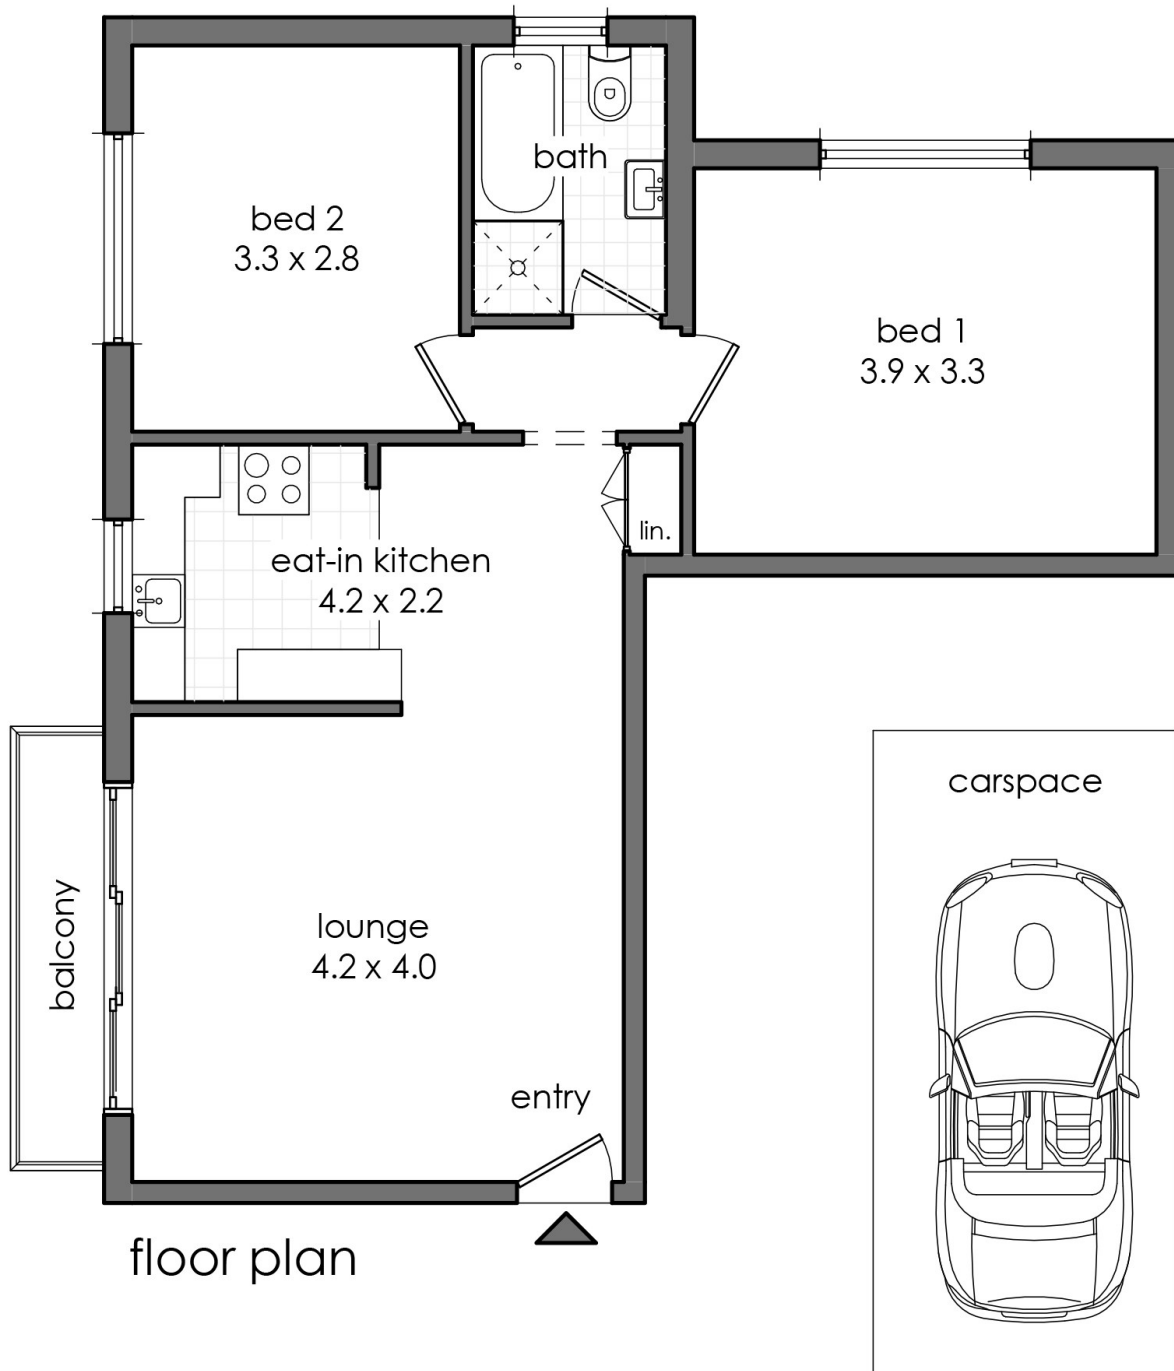 bath
bed 2
3.3 x 2.8
bed 1
3.9 x 3.3
lin.
eat-in kitchen
4.2 x 2.2
carspace
balcony
lounge
4.2 x 4.0
entry
floor plan